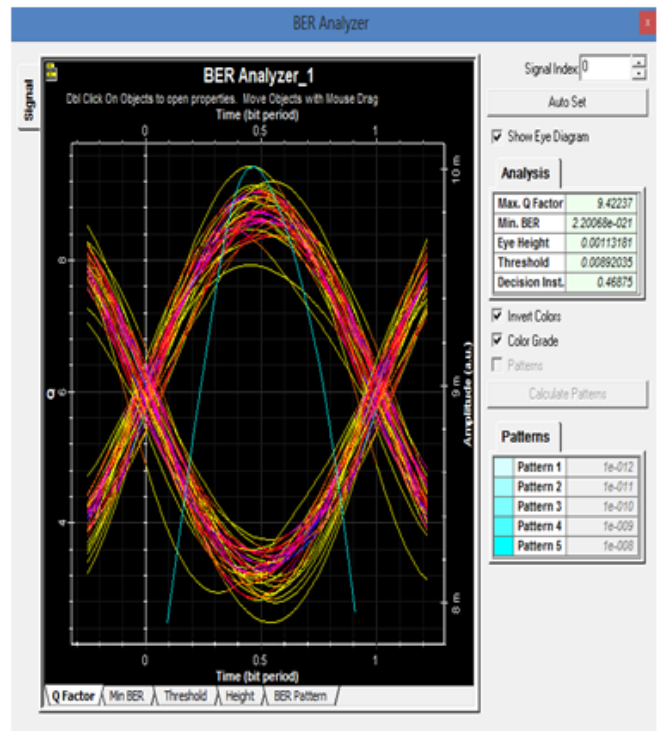 BER Analyzer
x
Signal
BER Analyzer_1
Dbl Click On Objects to open properties. Move Objects with Mouse Drag
Time (bit period)
0 0.5 1
Q
8
6
4
Amplitude (a.u.)
10 m
9 m
8 m
0 0.5 1
Time (bit period)
Q Factor Min BER Threshold Height BER Pattern
Signal Index: 0
Auto Set
Show Eye Diagram
Analysis
Max. Q Factor 9.42237
Min. BER 2.20068e-021
Eye Height 0.00113181
Threshold 0.00892035
Decision Inst. 0.46875
Invert Colors
Color Grade
Patterns
Calculate Patterns
Patterns
Pattern 1 1e-012
Pattern 2 1e-011
Pattern 3 1e-010
Pattern 4 1e-009
Pattern 5 1e-008